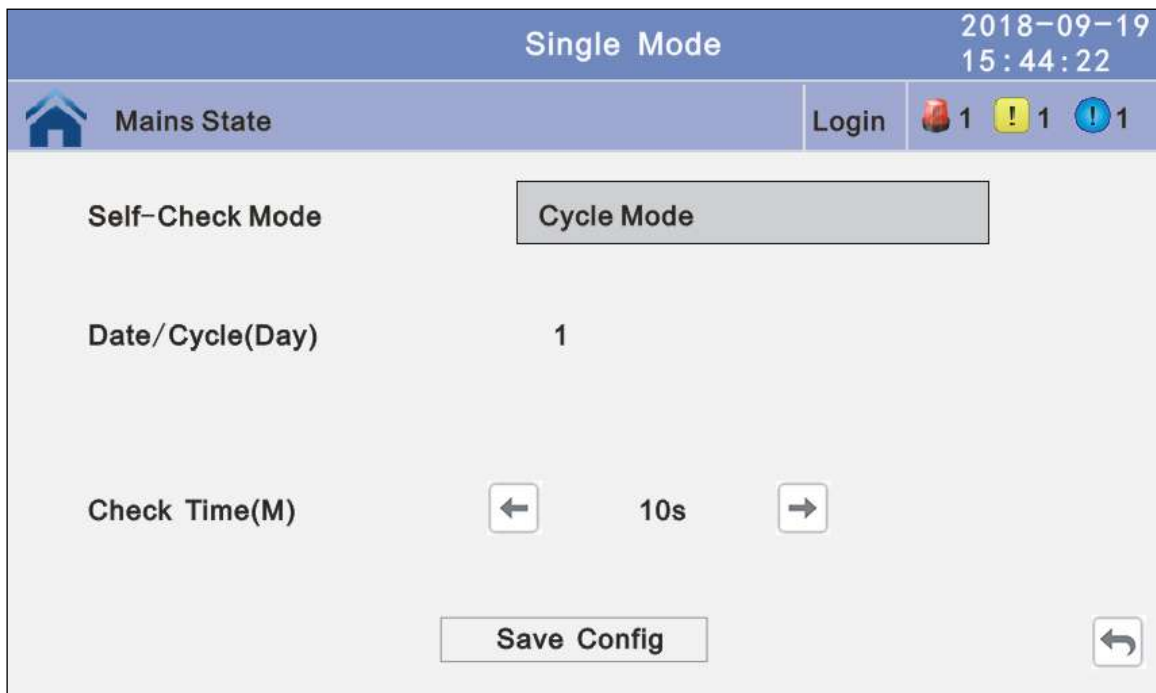 Single Mode
2018-09-19
15:44:22
Mains State
Login
1
! 1
! 1
Self-Check Mode
Cycle Mode
Date/Cycle(Day)
1
Check Time(M)
10s
Save Config